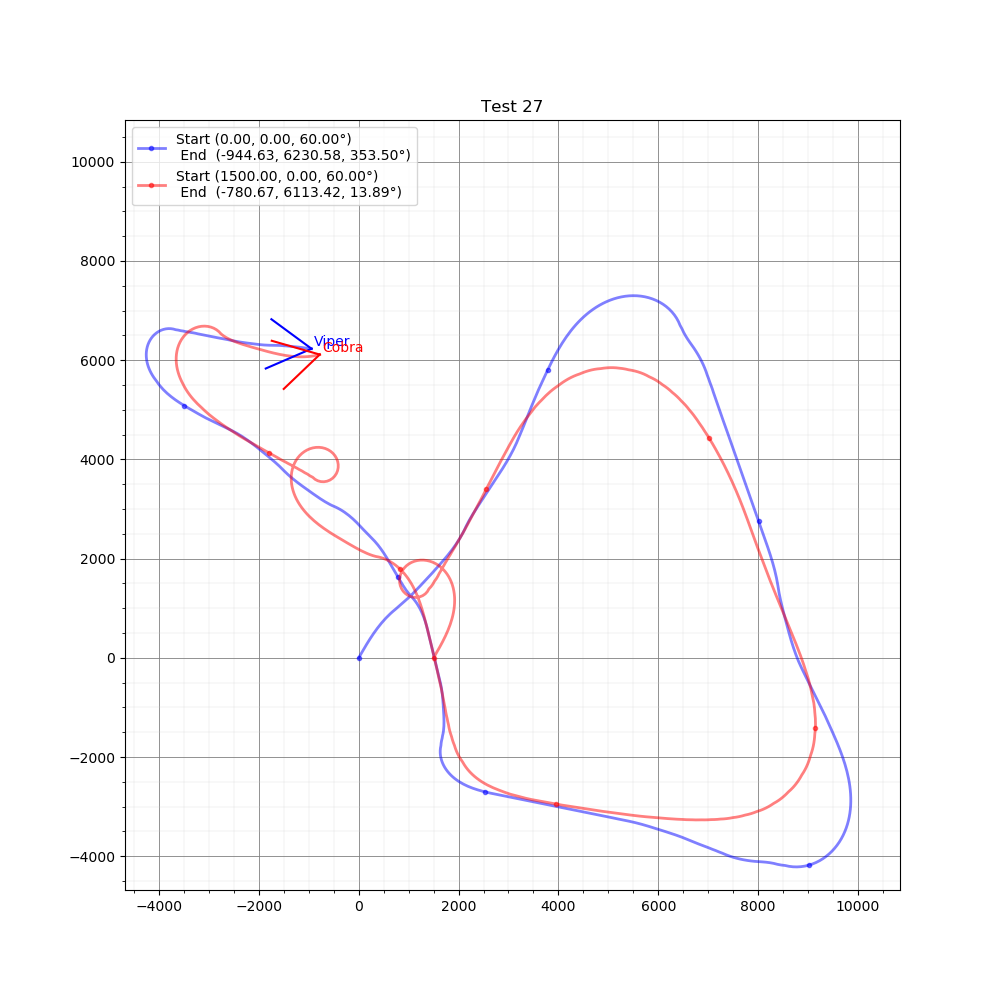 Test 27
Start (0.00, 0.00, 60.00°)
End (-944.63, 6230.58, 353.50°)
Start (1500.00, 0.00, 60.00°)
End (-780.67, 6113.42, 13.89°)
10000
8000
6000
4000
2000
0
−2000
−4000
Viper
Cobra
−4000 −2000 0 2000 4000 6000 8000 10000